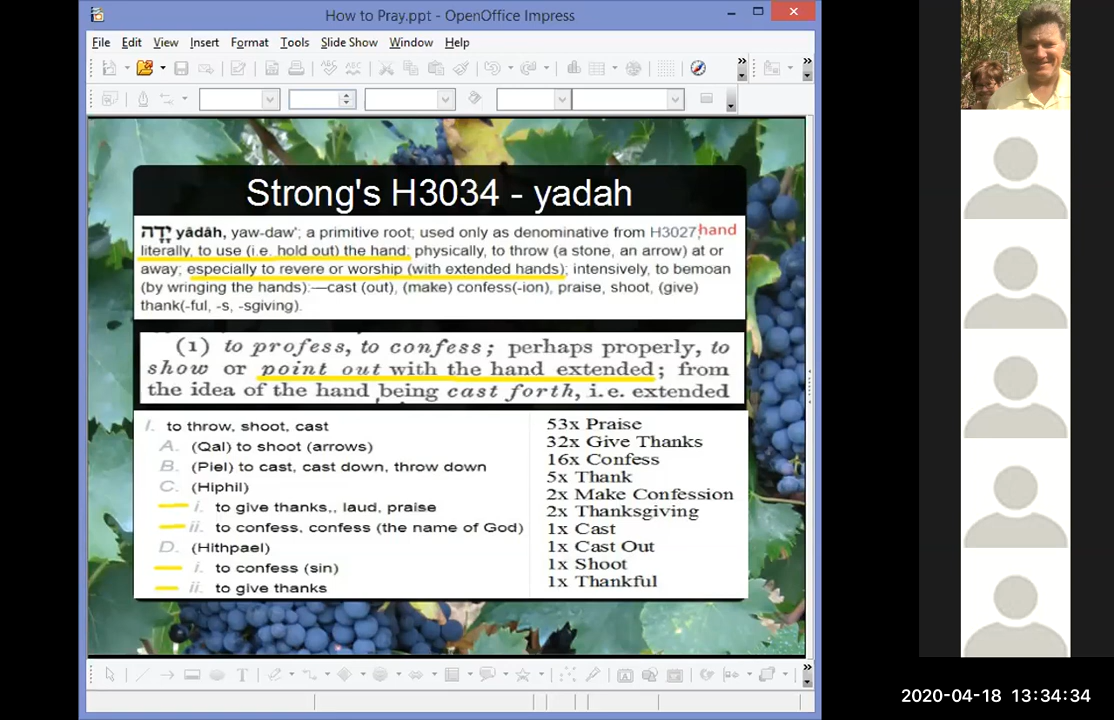 How to Pray.ppt - OpenOffice Impress
File Edit View Insert Format Tools Slide Show Window Help
Strong's H3034 - yadah
יָדָה yâdâh, yaw-daw'; a primitive root; used only as denominative from H3027; hand
literally, to use (i.e. hold out) the hand; physically, to throw (a stone, an arrow) at or
away; especially to revere or worship (with extended hands); intensively, to bemoan
(by wringing the hands):—cast (out), (make) confess(-ion), praise, shoot, (give)
thank(-ful, -s, -sgiving).
(1) to profess, to confess; perhaps properly, to
show or point out with the hand extended; from
the idea of the hand being cast forth, i.e. extended
I. to throw, shoot, cast
A. (Qal) to shoot (arrows)
B. (Piel) to cast, cast down, throw down
C. (Hiphil)
i. to give thanks,, laud, praise
ii. to confess, confess (the name of God)
D. (Hithpael)
i. to confess (sin)
ii. to give thanks
53x Praise
32x Give Thanks
16x Confess
5x Thank
2x Make Confession
2x Thanksgiving
1x Cast
1x Cast Out
1x Shoot
1x Thankful
2020-04-18 13:34:34